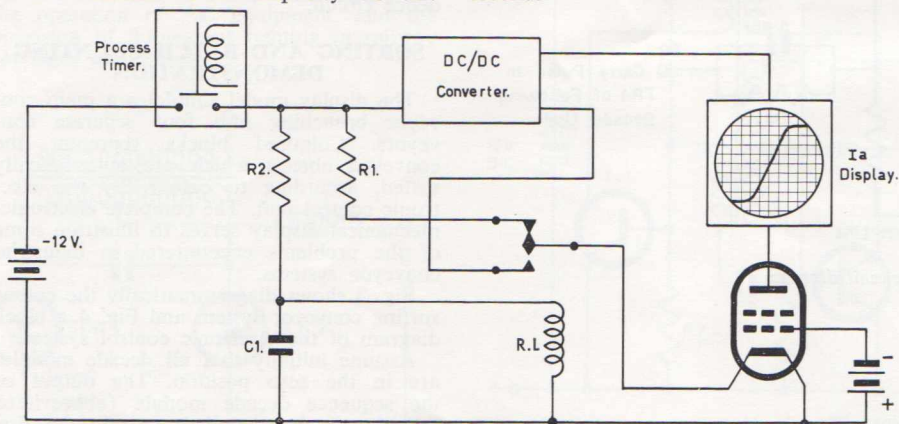 Process
Timer.
DC/DC
Converter.
Ia
Display.
R2.
R1.
-12 V.
C1.
R.L
-
+